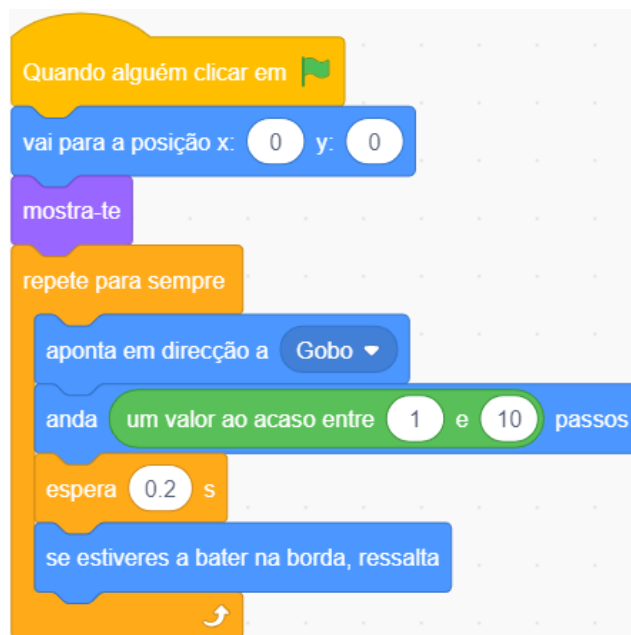 Quando alguém clicar em
vai para a posição x: 0 y: 0
mostra-te
repete para sempre
aponta em direcção a Gobo
anda um valor ao acaso entre 1 e 10 passos
espera 0.2 s
se estiveres a bater na borda, ressalta